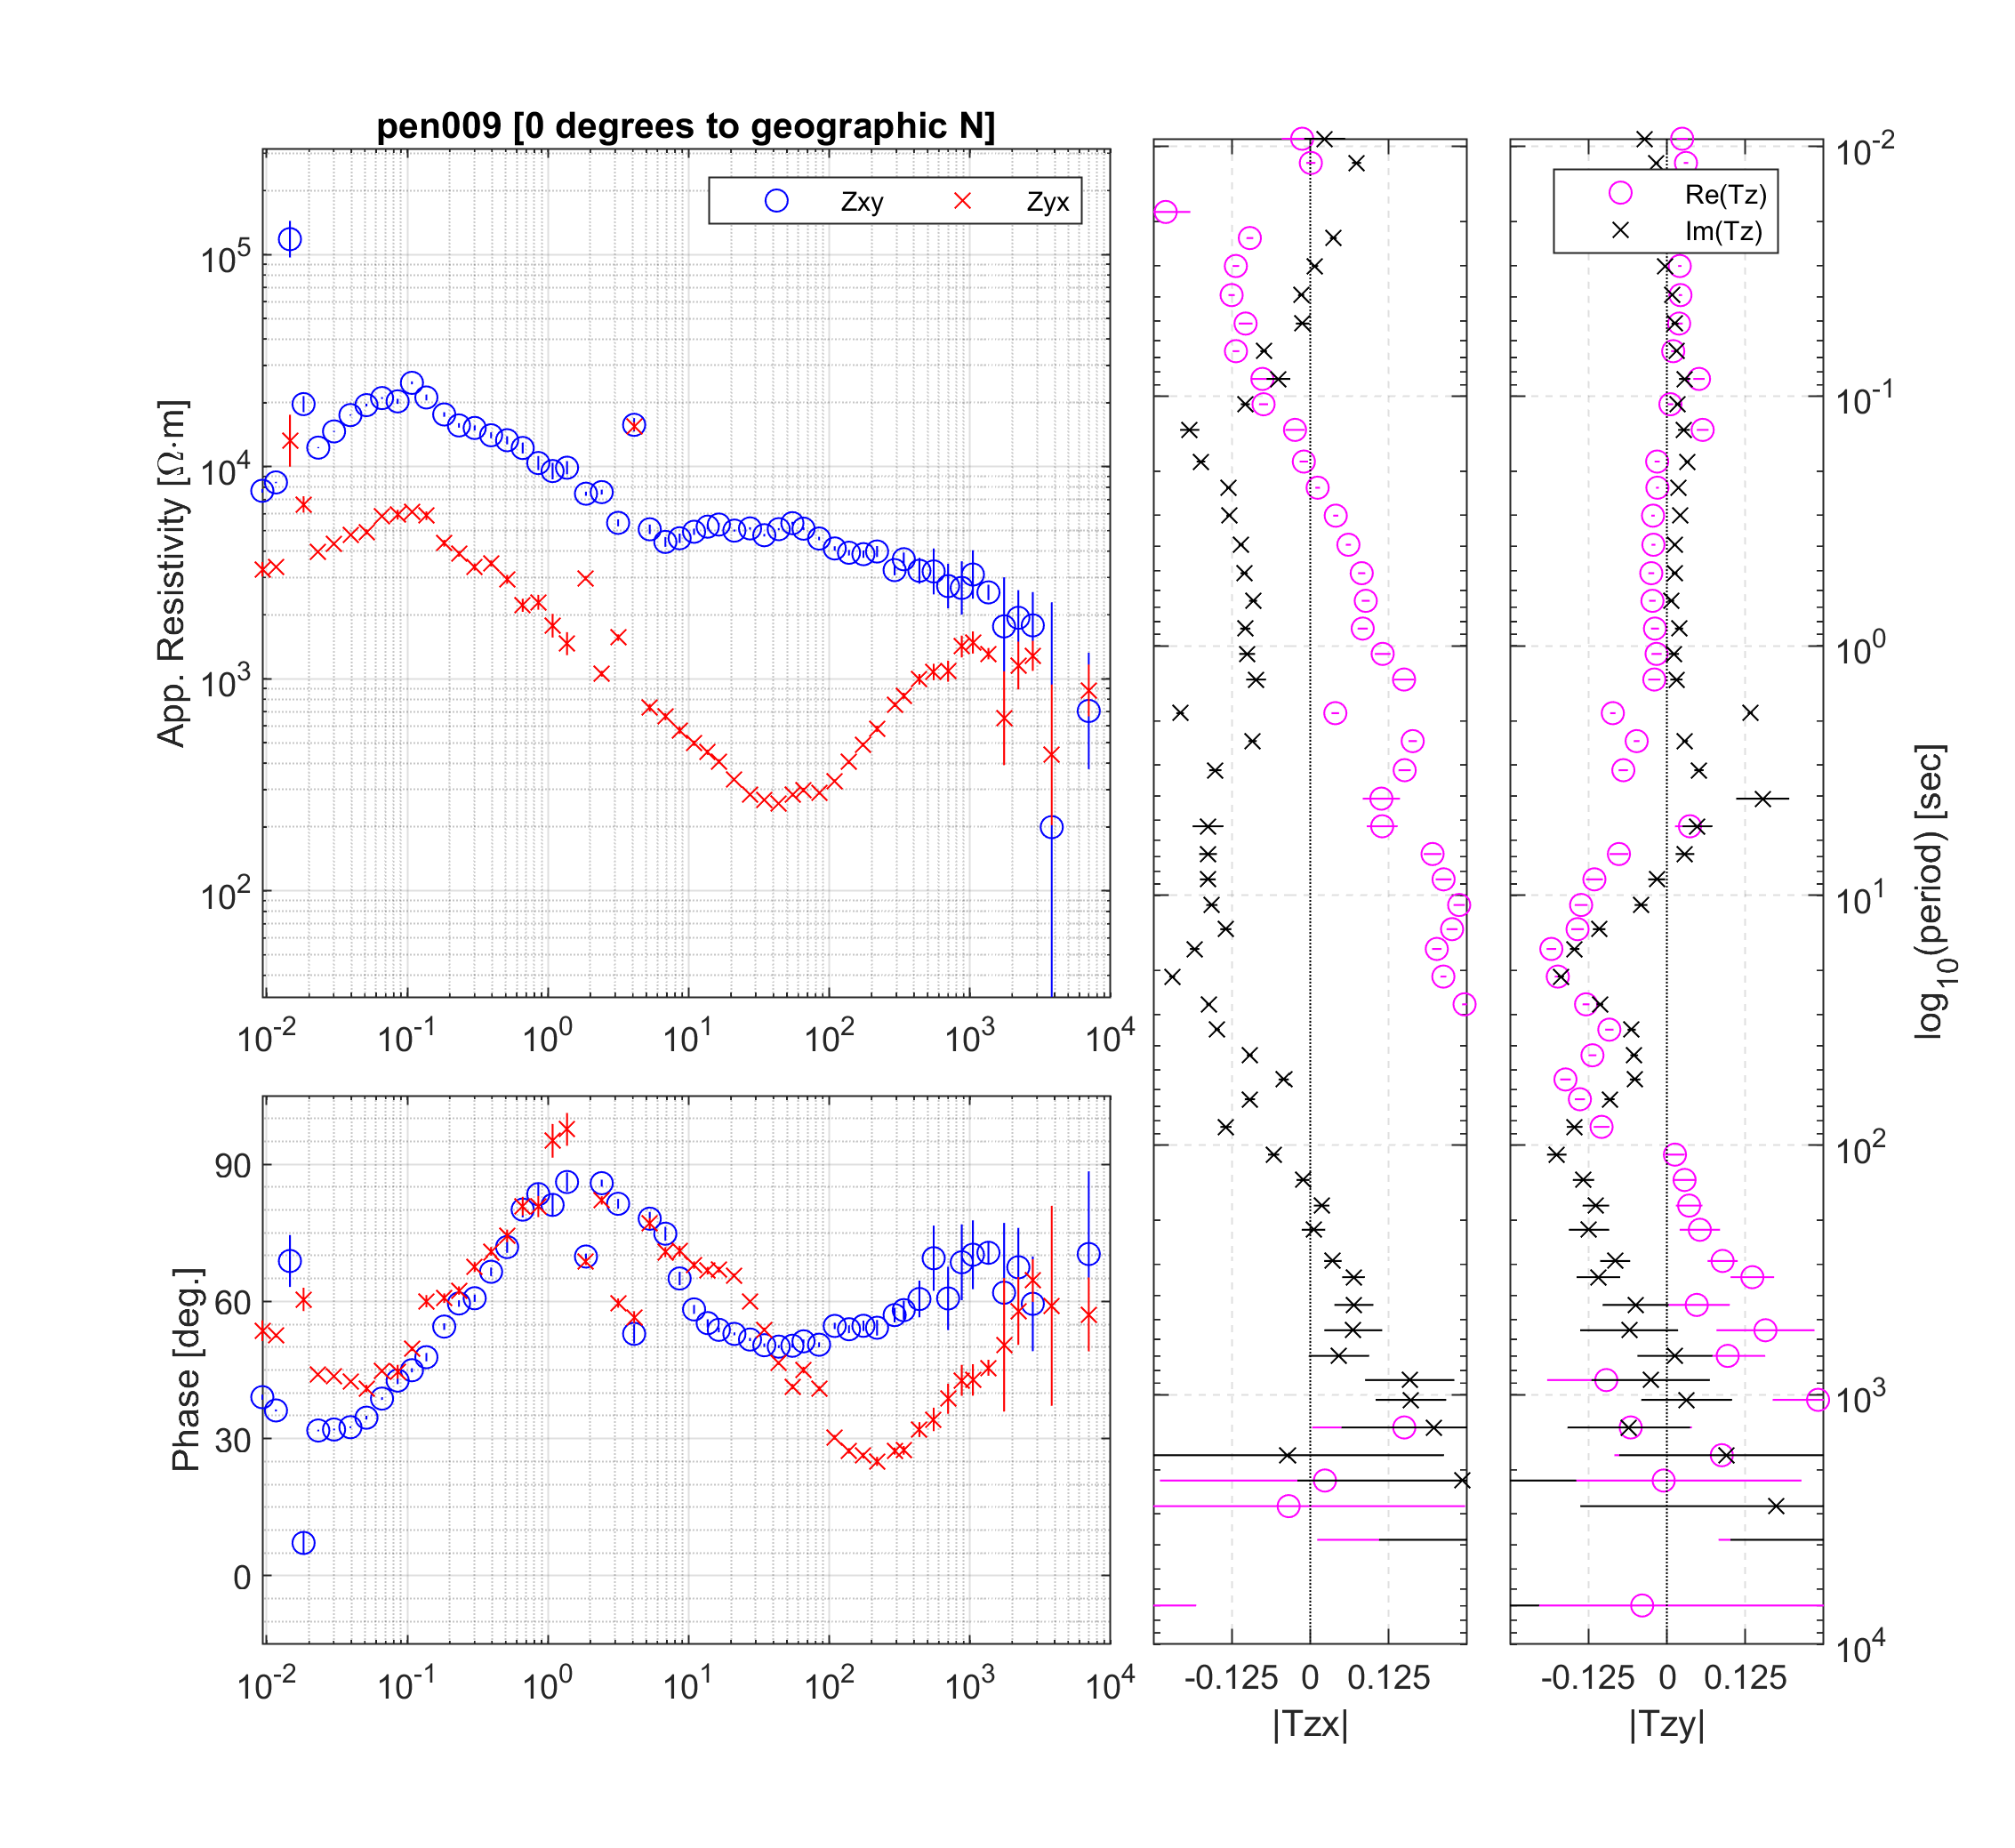 pen009 [0 degrees to geographic N]
Zxy Zyx
App. Resistivity [Ω·m]
10^5
10^4
10^3
10^2
10^-2 10^-1 10^0 10^1 10^2 10^3 10^4
Phase [deg.]
90
60
30
0
10^-2 10^-1 10^0 10^1 10^2 10^3 10^4
-0.125 0 0.125
|Tzx|
Re(Tz)
Im(Tz)
-0.125 0 0.125
|Tzy|
10^-2
10^-1
10^0
10^1
10^2
10^3
10^4
log10(period) [sec]